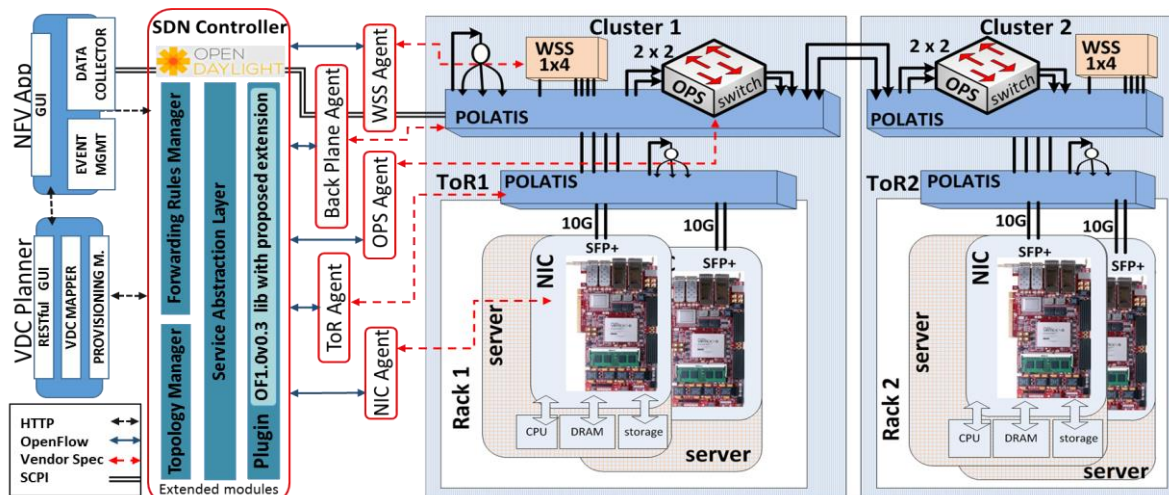 NFV App
GUI
DATA
COLLECTOR
EVENT
MGMT
VDC Planner
RESTful GUI
VDC MAPPER
PROVISIONING M.
HTTP
OpenFlow
Vendor Spec
SCPI
SDN Controller
OPEN
DAYLIGHT
Forwarding Rules Manager
Topology Manager
Service Abstraction Layer
Plugin
OF1.0v0.3 lib with proposed extension
Extended modules
WSS Agent
Back Plane Agent
OPS Agent
ToR Agent
NIC Agent
Cluster 1
WSS
1x4
2 x 2
OPS
switch
POLATIS
ToR1
POLATIS
10G
10G
SFP+
SFP+
NIC
server
Rack 1
CPU
DRAM
storage
server
Cluster 2
2 x 2
OPS
switch
WSS
1x4
POLATIS
ToR2
POLATIS
10G
10G
SFP+
SFP+
NIC
server
Rack 2
CPU
DRAM
storage
server